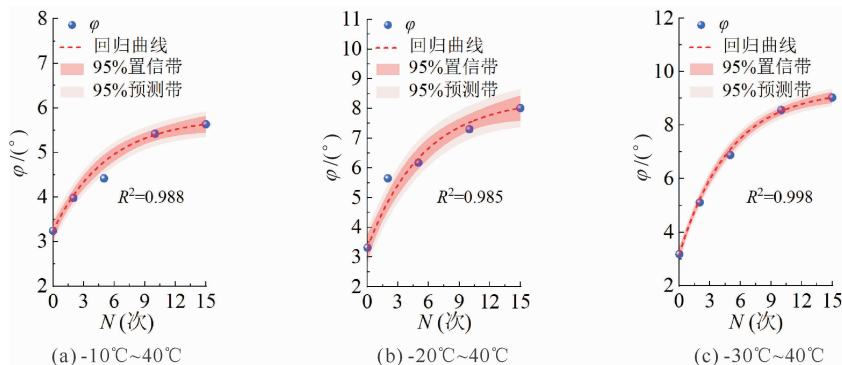 8
7
6
5
4
3
2
φ/(°)
φ
回归曲线
95%置信带
95%预测带
R²=0.988
0 3 6 9 12 15
N(次)
(a) -10℃~40℃
11
10
9
8
7
6
5
4
3
2
φ/(°)
φ
回归曲线
95%置信带
95%预测带
R²=0.985
0 3 6 9 12 15
N(次)
(b) -20℃~40℃
12
10
8
6
4
2
φ/(°)
φ
回归曲线
95%置信带
95%预测带
R²=0.998
0 3 6 9 12 15
N(次)
(c) -30℃~40℃